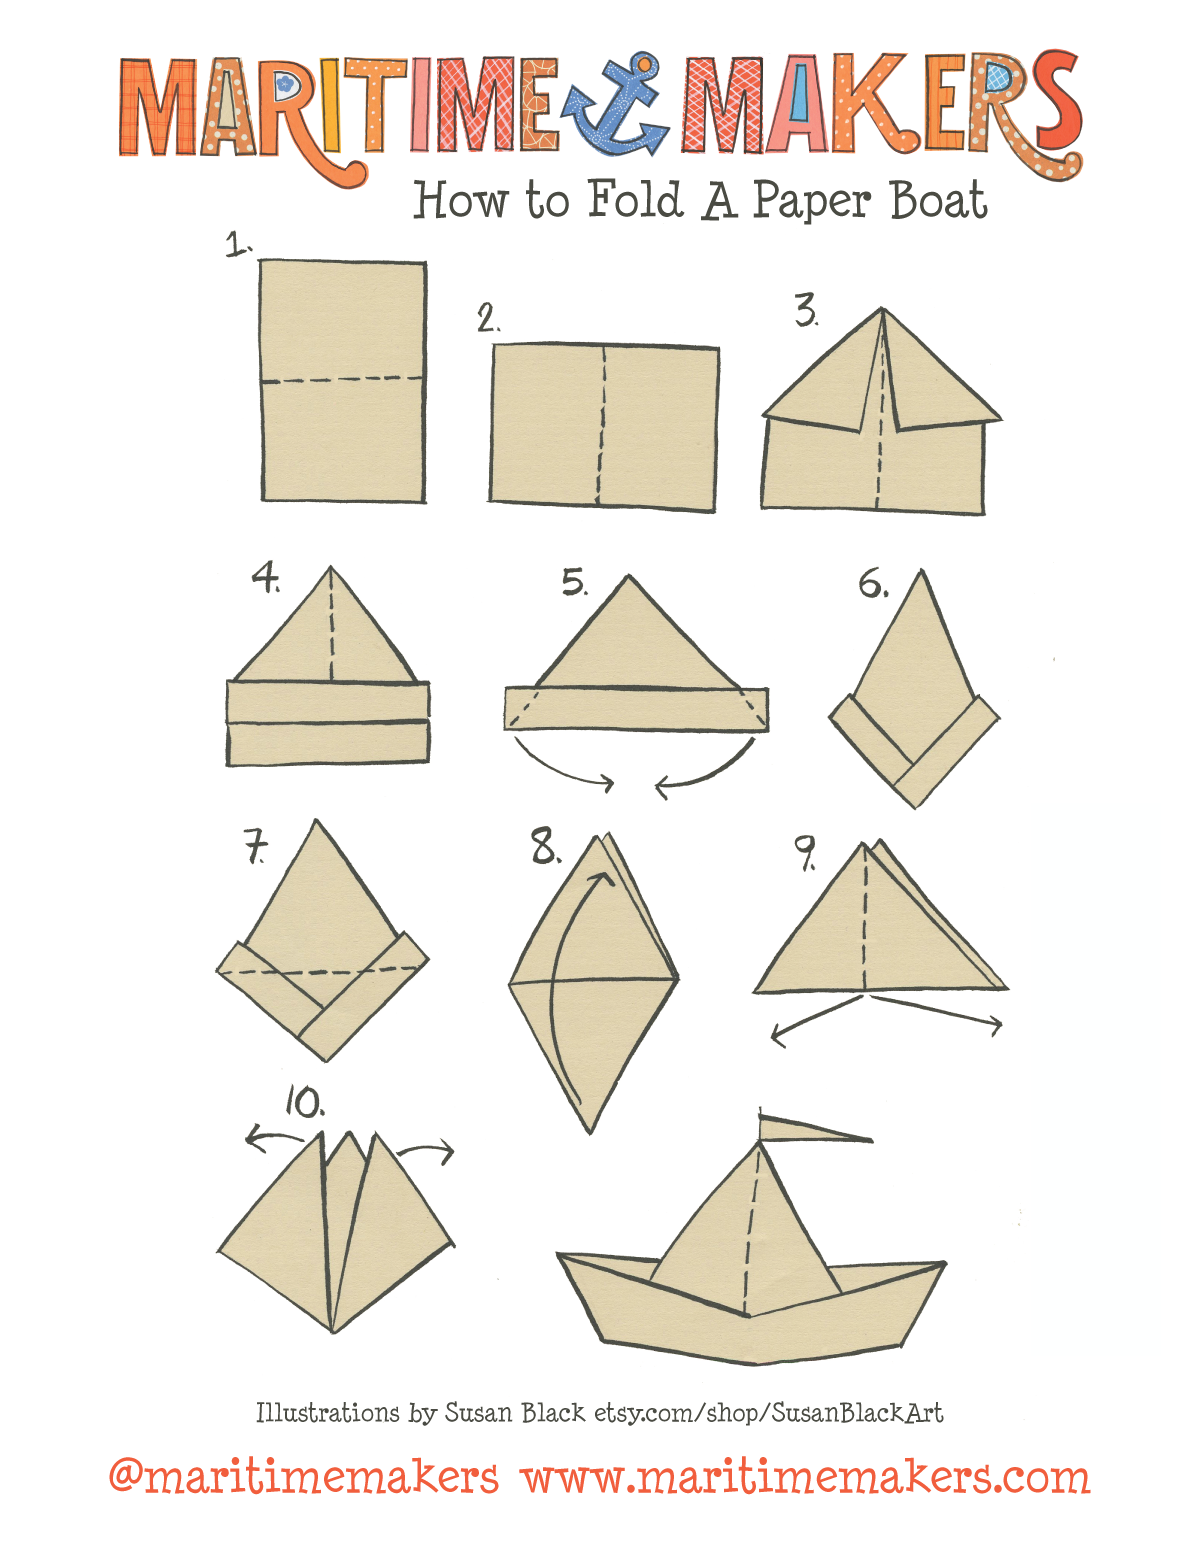 MARITIME MAKERS
How to Fold A Paper Boat
1.
2.
3.
4.
5.
6.
7.
8.
9.
10.
Illustrations by Susan Black etsy.com/shop/SusanBlackArt
@maritimemakers www.maritimemakers.com